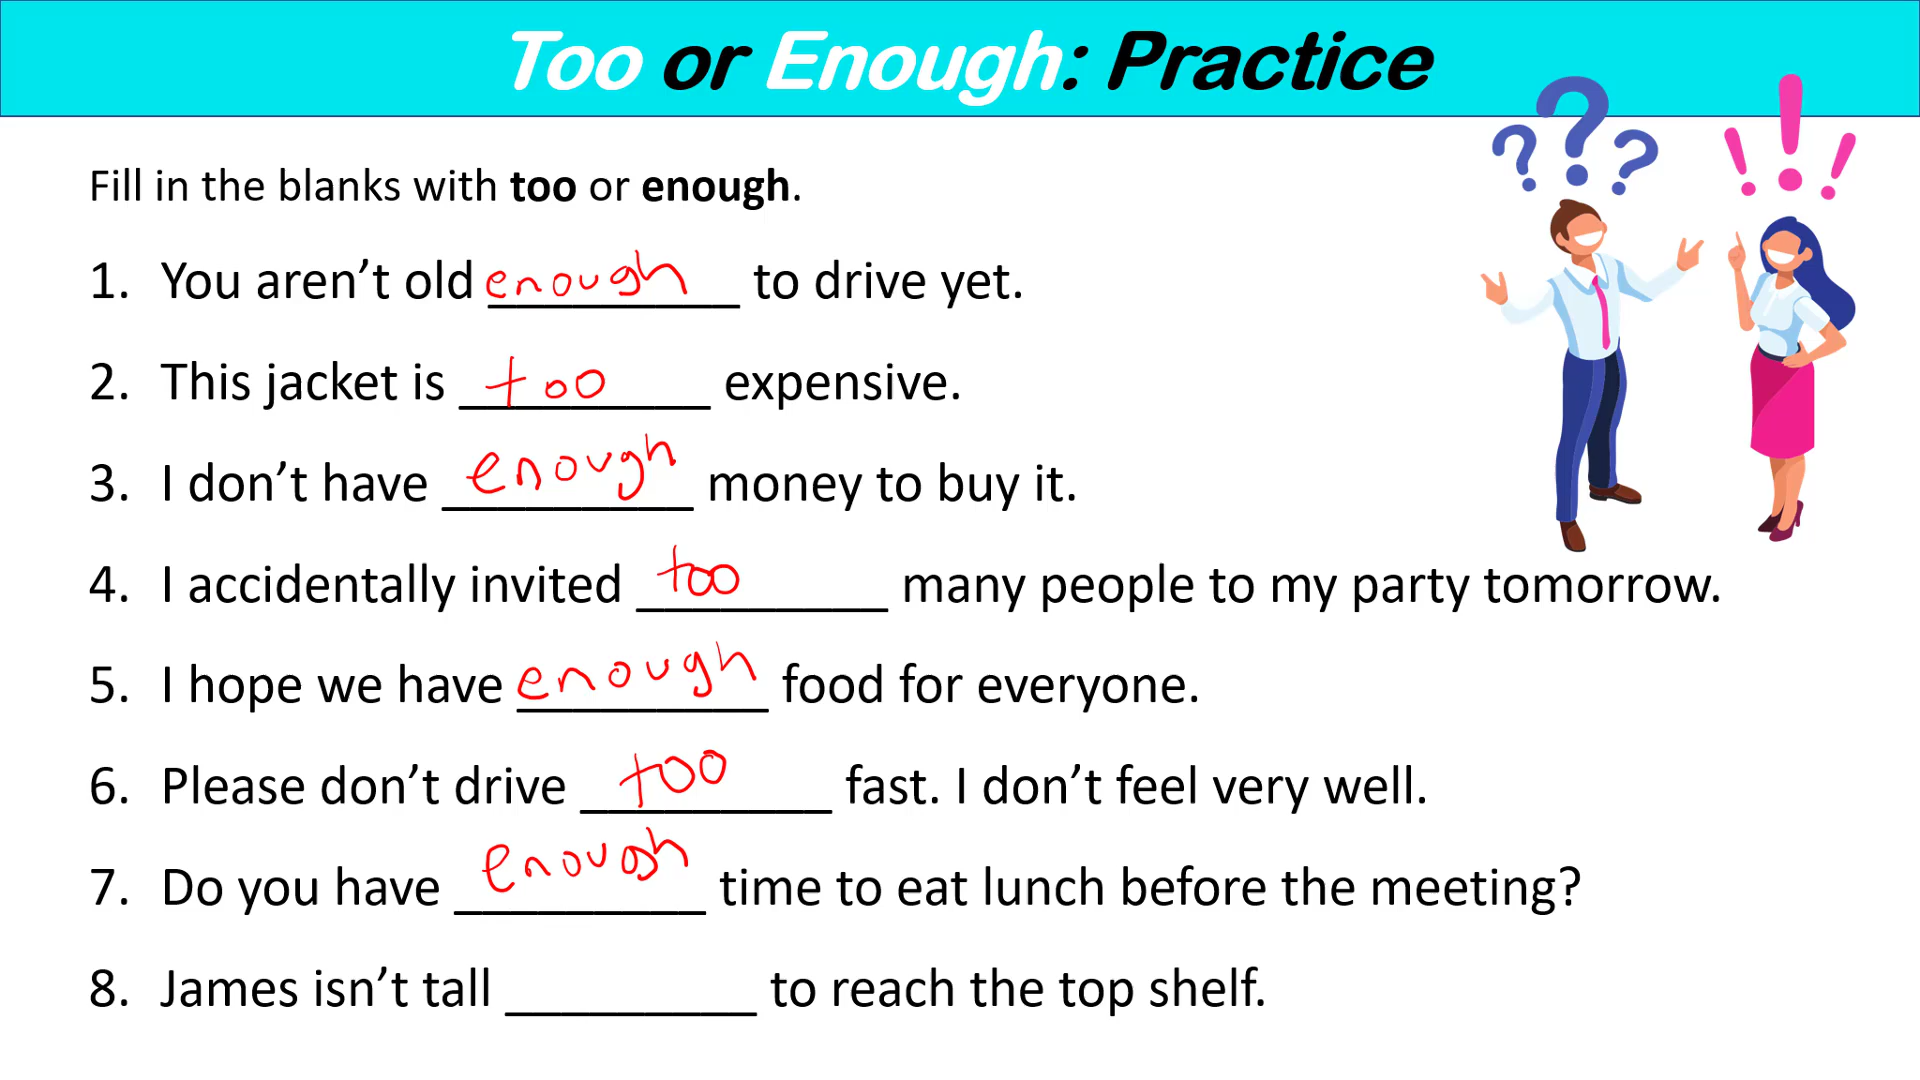 Too or Enough: Practice
Fill in the blanks with too or enough.
1. You aren't old enough to drive yet.
2. This jacket is too expensive.
3. I don't have enough money to buy it.
4. I accidentally invited too many people to my party tomorrow.
5. I hope we have enough food for everyone.
6. Please don't drive too fast. I don't feel very well.
7. Do you have enough time to eat lunch before the meeting?
8. James isn't tall _________ to reach the top shelf.